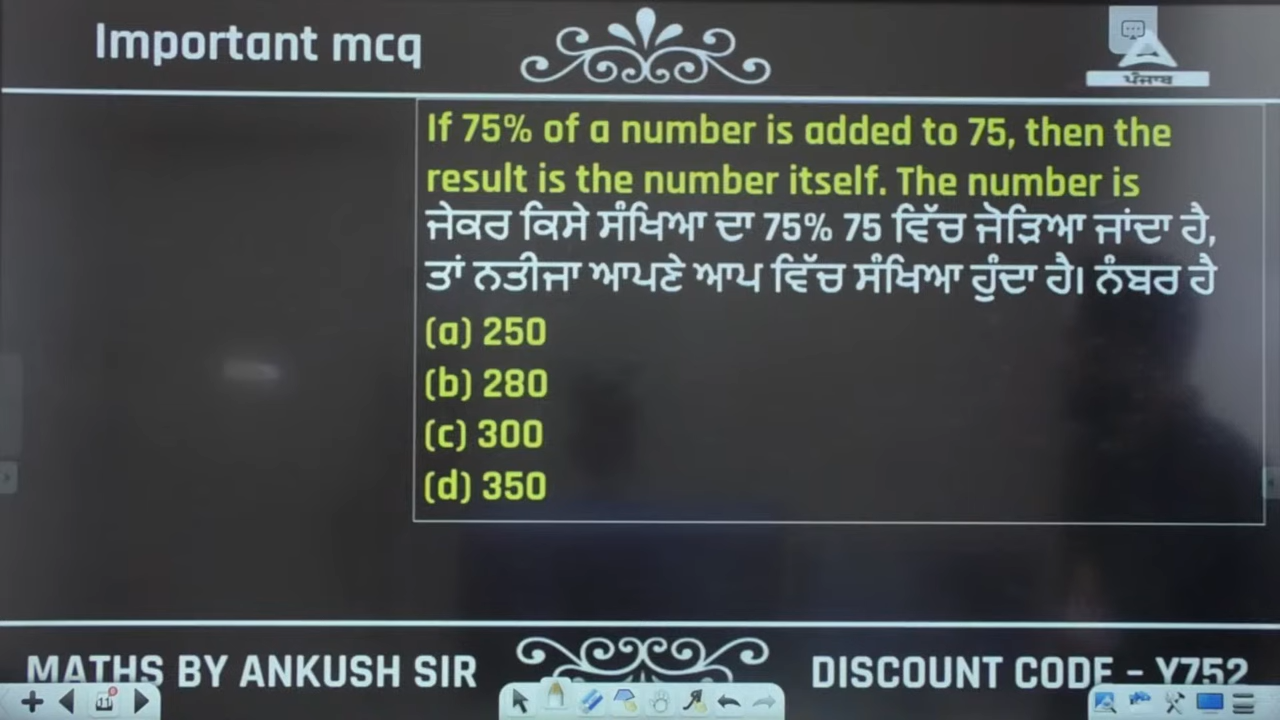 Important mcq
ਪੰਜਾਬ
If 75% of a number is added to 75, then the
result is the number itself. The number is
ਜੇਕਰ ਕਿਸੇ ਸੰਖਿਆ ਦਾ 75% 75 ਵਿੱਚ ਜੋੜਿਆ ਜਾਂਦਾ ਹੈ,
ਤਾਂ ਨਤੀਜਾ ਆਪਣੇ ਆਪ ਵਿੱਚ ਸੰਖਿਆ ਹੁੰਦਾ ਹੈ। ਨੰਬਰ ਹੈ
(a) 250
(b) 280
(c) 300
(d) 350
MATHS BY ANKUSH SIR
DISCOUNT CODE - Y752